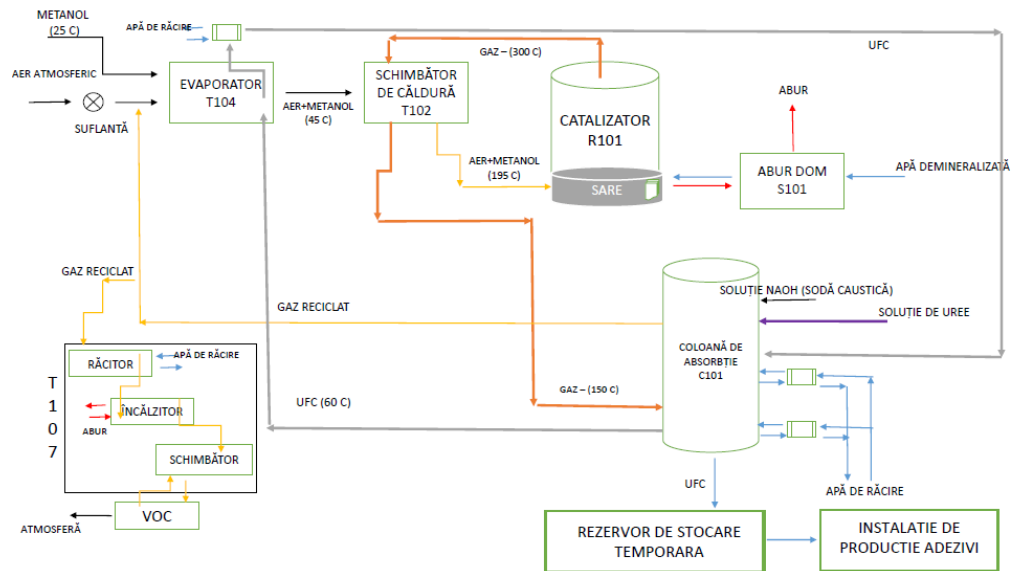 METANOL
(25 C)
APĂ DE RĂCIRE
UFC
AER ATMOSFERIC
SUFLANTĂ
EVAPORATOR
T104
AER+METANOL
(45 C)
SCHIMBĂTOR
DE CĂLDURĂ
T102
GAZ – (300 C)
AER+METANOL
(195 C)
CATALIZATOR
R101
SARE
ABUR
ABUR DOM
S101
APĂ DEMINERALIZATĂ
GAZ RECICLAT
GAZ RECICLAT
SOLUȚIE NAOH (SODĂ CAUSTICĂ)
SOLUȚIE DE UREE
COLOANĂ DE
ABSORBȚIE
C101
GAZ – (150 C)
UFC (60 C)
T
1
0
7
RĂCITOR
APĂ DE RĂCIRE
ÎNCĂLZITOR
ABUR
SCHIMBĂTOR
VOC
ATMOSFERĂ
UFC
APĂ DE RĂCIRE
REZERVOR DE STOCARE
TEMPORARA
INSTALATIE DE
PRODUCTIE ADEZIVI